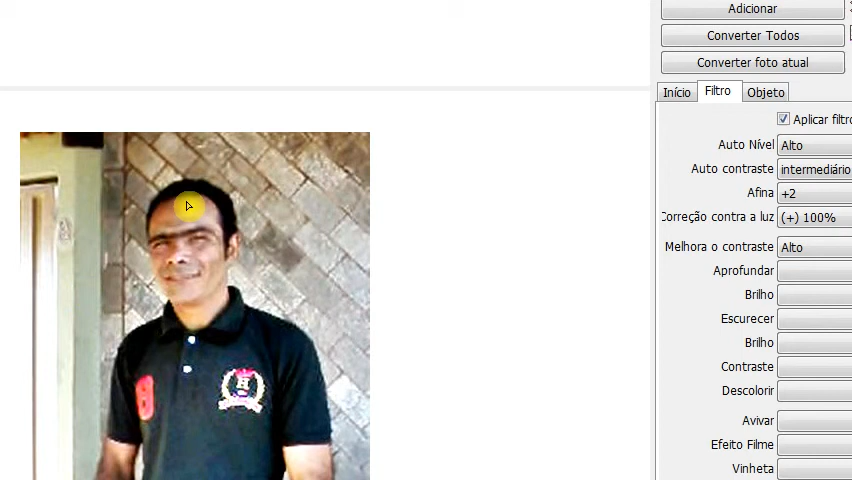 Adicionar
Converter Todos
Converter foto atual
Início Filtro Objeto
Aplicar filtro
Auto Nível Alto
Auto contraste intermediário
Afina +2
Correção contra a luz (+) 100%
Melhora o contraste Alto
Aprofundar
Brilho
Escurecer
Brilho
Contraste
Descolorir
Avivar
Efeito Filme
Vinheta
H